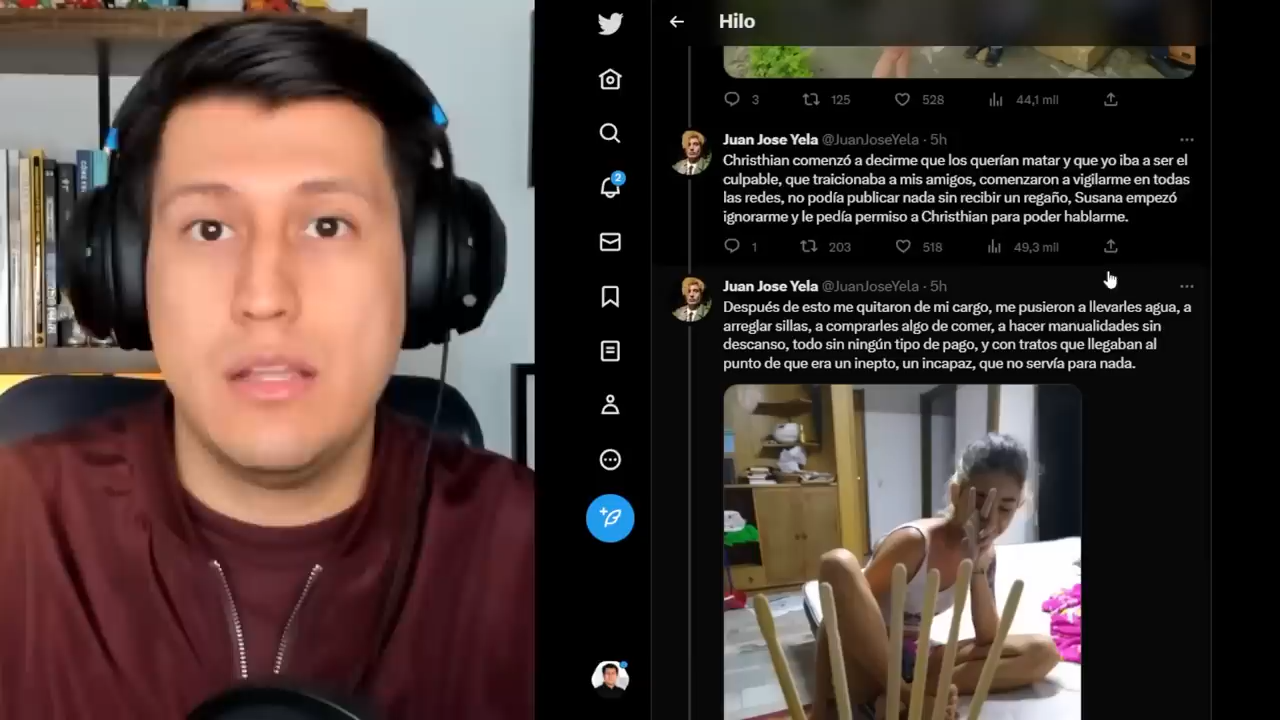 Hilo
3 125 528 44,1 mil
Juan Jose Yela @JuanJoseYela · 5h
Christhian comenzó a decirme que los querían matar y que yo iba a ser el
culpable, que traicionaba a mis amigos, comenzaron a vigilarme en todas
las redes, no podía publicar nada sin recibir un regaño, Susana empezó
ignorarme y le pedía permiso a Christhian para poder hablarme.
1 203 518 49,3 mil
2
Juan Jose Yela @JuanJoseYela · 5h
Después de esto me quitaron de mi cargo, me pusieron a llevarles agua, a
arreglar sillas, a comprarles algo de comer, a hacer manualidades sin
descanso, todo sin ningún tipo de pago, y con tratos que llegaban al
punto de que era un inepto, un incapaz, que no servía para nada.